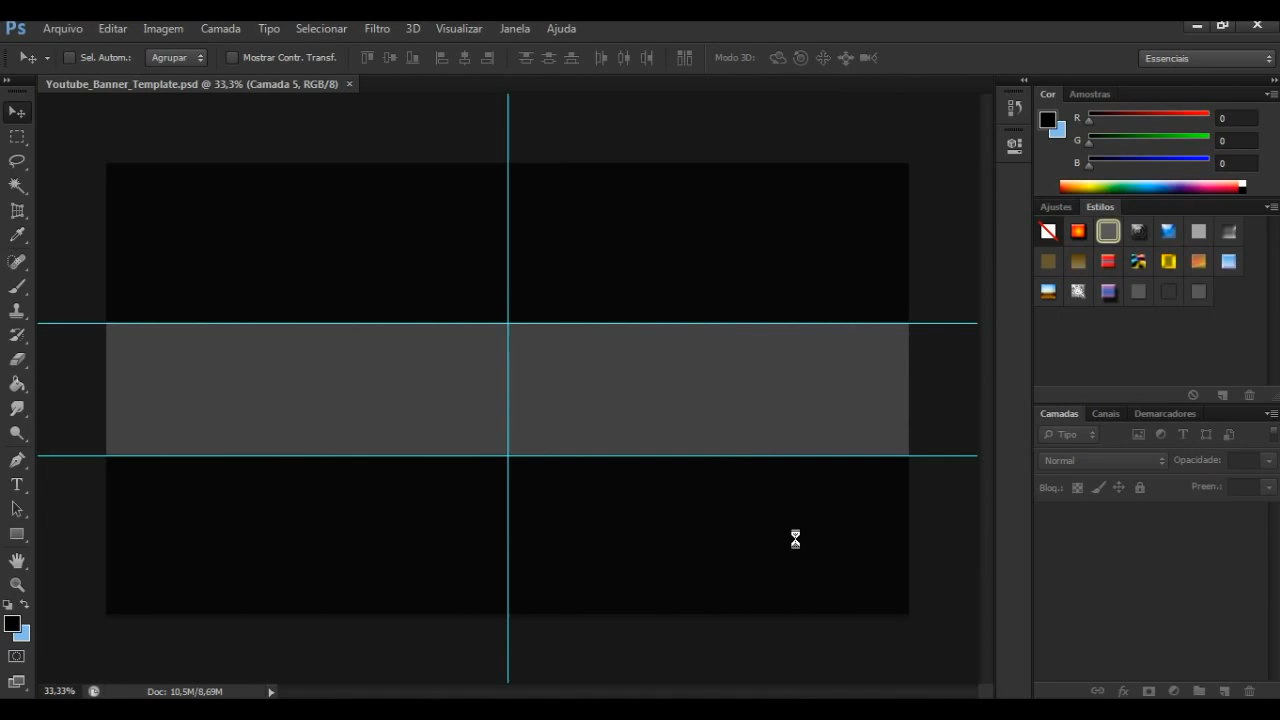 Ps Arquivo Editar Imagem Camada Tipo Selecionar Filtro 3D Visualizar Janela Ajuda
Sel. Autom.: Agrupar Mostrar Contr. Transf. Modo 3D: Essenciais
Youtube_Banner_Template.psd @ 33,3% (Camada 5, RGB/8) ×
Cor Amostras
R 0
G 0
B 0
Ajustes Estilos
Camadas Canais Demarcadores
Tipo
Normal Opacidade:
Bloq.: Preen.:
33,33% Doc: 10,5M/8,69M